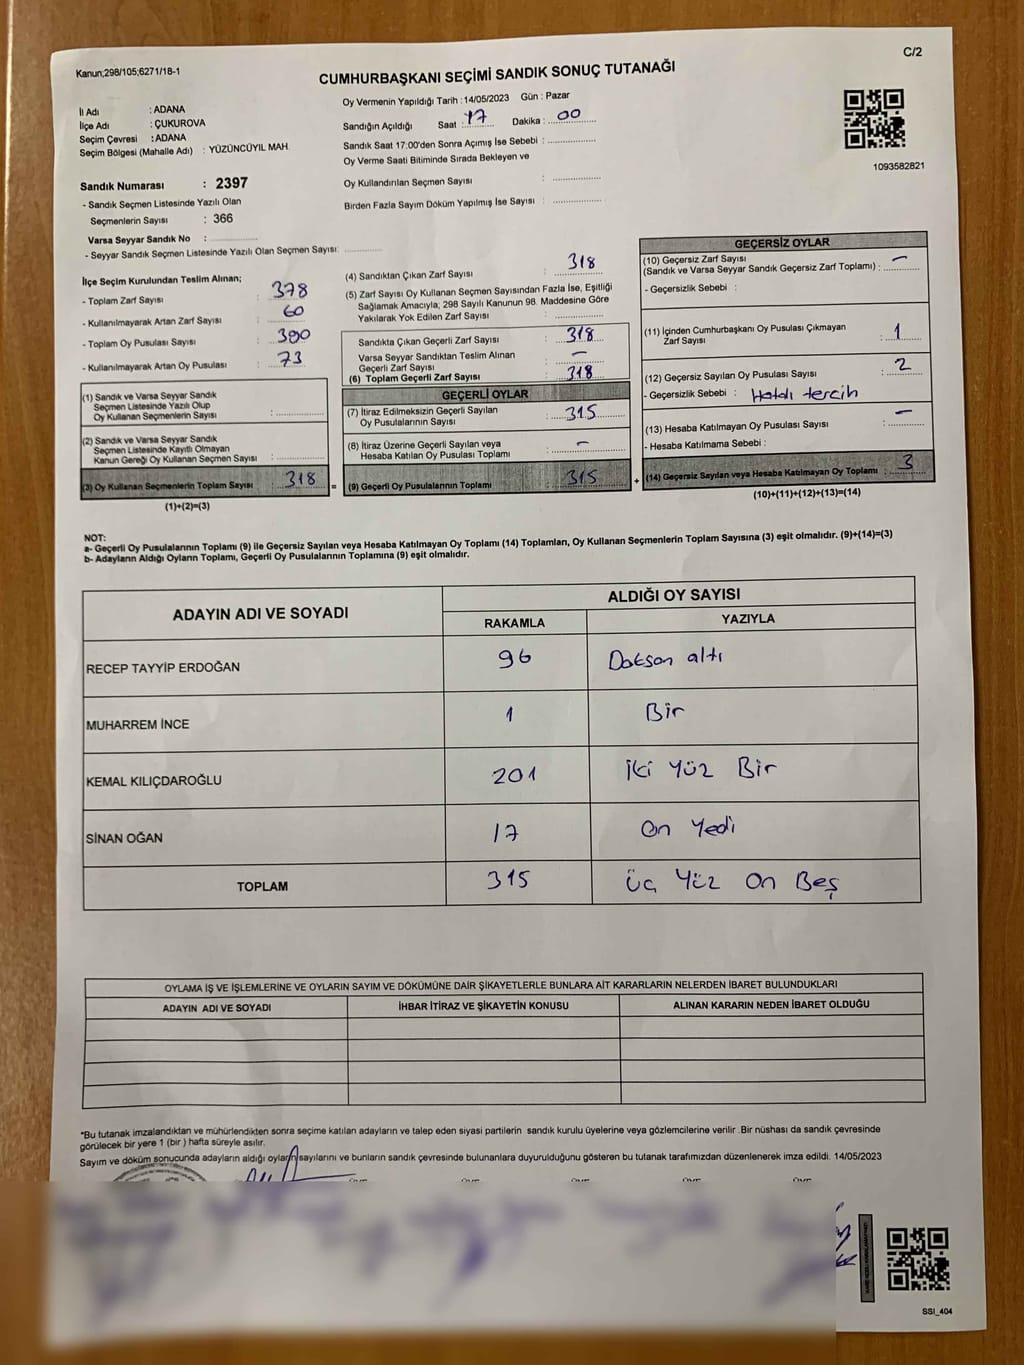 Kanun;298/105;6271/18-1
C/2
CUMHURBAŞKANI SEÇİMİ SANDIK SONUÇ TUTANAĞI
İl Adı : ADANA
İlçe Adı : ÇUKUROVA
Seçim Çevresi : ADANA
Seçim Bölgesi (Mahalle Adı) : YÜZÜNCÜYIL MAH.
Oy Vermenin Yapıldığı Tarih : 14/05/2023 Gün : Pazar
Sandığın Açıldığı Saat : 17 Dakika : 00
Sandık Saat 17:00'den Sonra Açımış İse Sebebi :
Oy Verme Saati Bitiminde Sırada Bekleyen ve
Oy Kullandırılan Seçmen Sayısı :
Birden Fazla Sayım Döküm Yapılmış İse Sayısı :
1093582821
Sandık Numarası : 2397
- Sandık Seçmen Listesinde Yazılı Olan
Seçmenlerin Sayısı : 366
Varsa Seyyar Sandık No :
- Seyyar Sandık Seçmen Listesinde Yazılı Olan Seçmen Sayısı:
İlçe Seçim Kurulundan Teslim Alınan;
- Toplam Zarf Sayısı : 378
- Kullanılmayarak Artan Zarf Sayısı : 60
- Toplam Oy Pusulası Sayısı : 390
- Kullanılmayarak Artan Oy Pusulası : 73
(1) Sandık ve Varsa Seyyar Sandık
Seçmen Listesinde Yazılı Olup
Oy Kullanan Seçmenlerin Sayısı :
(2) Sandık ve Varsa Seyyar Sandık
Seçmen Listesinde Kayıtlı Olmayan
Kanun Gereği Oy Kullanan Seçmen Sayısı :
(3) Oy Kullanan Seçmenlerin Toplam Sayısı : 318
(1)+(2)=(3)
(4) Sandıktan Çıkan Zarf Sayısı : 318
(5) Zarf Sayısı Oy Kullanan Seçmen Sayısından Fazla İse, Eşitliği
Sağlamak Amacıyla; 298 Sayılı Kanunun 98. Maddesine Göre
Yakılarak Yok Edilen Zarf Sayısı :
Sandıkta Çıkan Geçerli Zarf Sayısı : 318
Varsa Seyyar Sandıktan Teslim Alınan
Geçerli Zarf Sayısı : –
(6) Toplam Geçerli Zarf Sayısı : 318
GEÇERLİ OYLAR
(7) İtiraz Edilmeksizin Geçerli Sayılan
Oy Pusulalarının Sayısı : 315
(8) İtiraz Üzerine Geçerli Sayılan veya
Hesaba Katılan Oy Pusulası Toplamı : –
= (9) Geçerli Oy Pusulalarının Toplamı : 315
GEÇERSİZ OYLAR
(10) Geçersiz Zarf Sayısı
(Sandık ve Varsa Seyyar Sandık Geçersiz Zarf Toplamı) : –
- Geçersizlik Sebebi :
(11) İçinden Cumhurbaşkanı Oy Pusulası Çıkmayan
Zarf Sayısı : 1
(12) Geçersiz Sayılan Oy Pusulası Sayısı : 2
- Geçersizlik Sebebi : Hatalı tercih
(13) Hesaba Katılmayan Oy Pusulası Sayısı : –
- Hesaba Katılmama Sebebi :
+ (14) Geçersiz Sayılan veya Hesaba Katılmayan Oy Toplamı : 3
(10)+(11)+(12)+(13)=(14)
NOT:
a- Geçerli Oy Pusulalarının Toplamı (9) ile Geçersiz Sayılan veya Hesaba Katılmayan Oy Toplamı (14) Toplamları, Oy Kullanan Seçmenlerin Toplam Sayısına (3) eşit olmalıdır. (9)+(14)=(3)
b- Adayların Aldığı Oyların Toplamı, Geçerli Oy Pusulalarının Toplamına (9) eşit olmalıdır.
ADAYIN ADI VE SOYADI
ALDIĞI OY SAYISI
RAKAMLA YAZIYLA
RECEP TAYYİP ERDOĞAN 96 Doksan altı
MUHARREM İNCE 1 Bir
KEMAL KILIÇDAROĞLU 201 İki Yüz Bir
SİNAN OĞAN 17 On Yedi
TOPLAM 315 Üç Yüz On Beş
OYLAMA İŞ VE İŞLEMLERİNE VE OYLARIN SAYIM VE DÖKÜMÜNE DAİR ŞİKAYETLERLE BUNLARA AİT KARARLARIN NELERDEN İBARET BULUNDUKLARI
ADAYIN ADI VE SOYADI İHBAR İTİRAZ VE ŞİKAYETİN KONUSU ALINAN KARARIN NEDEN İBARET OLDUĞU
*Bu tutanak imzalandıktan ve mühürlendikten sonra seçime katılan adayların ve talep eden siyasi partilerin sandık kurulu üyelerine veya gözlemcilerine verilir. Bir nüshası da sandık çevresinde
görülecek bir yere 1 (bir ) hafta süreyle asılır.
Sayım ve döküm sonucunda adayların aldığı oyların sayılarını ve bunların sandık çevresinde bulunanlara duyurulduğunu gösteren bu tutanak tarafımızdan düzenlenerek imza edildi. 14/05/2023
SSI_404